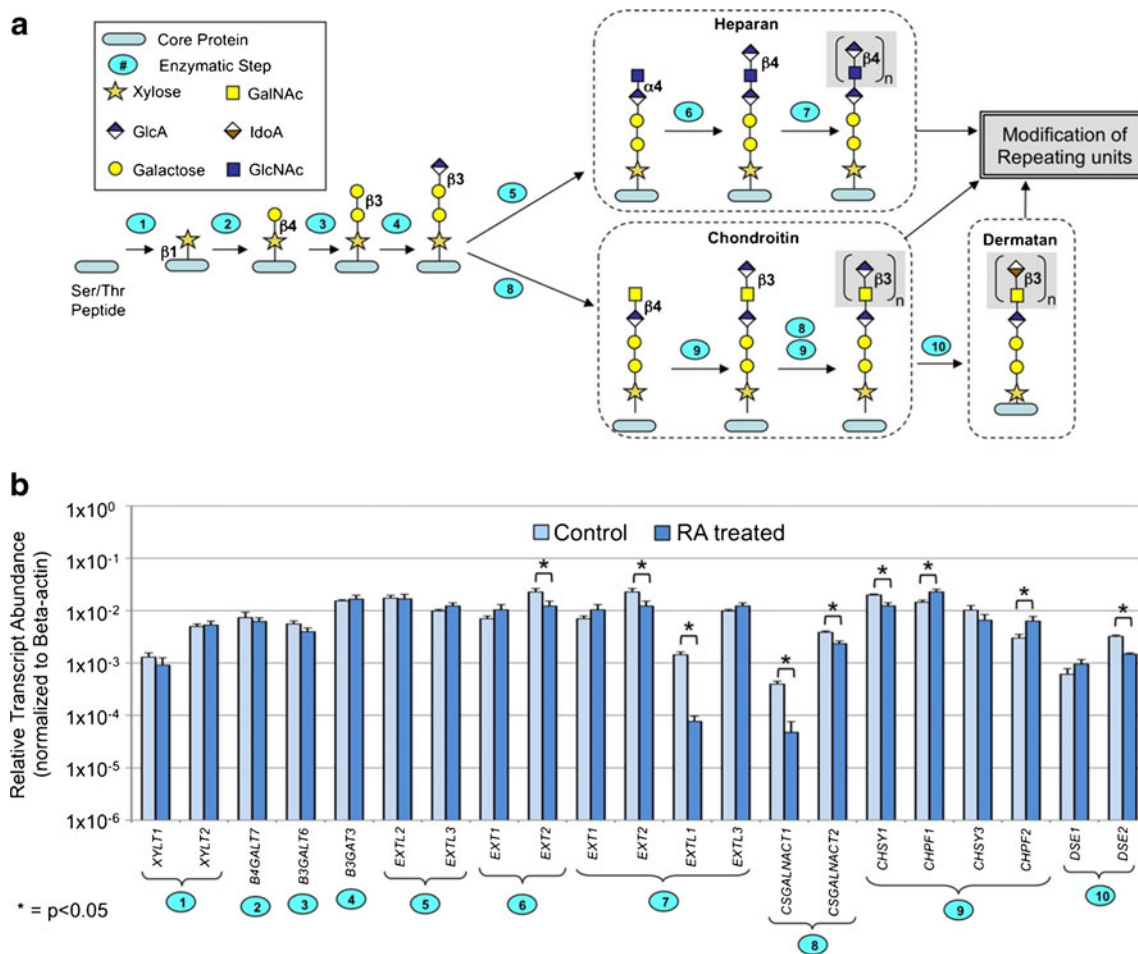 a
Core Protein
# Enzymatic Step
Xylose GalNAc
GlcA IdoA
Galactose GlcNAc
Heparan
β4
α4
β4
n
6
7
Modification of
Repeating units
5
β3
β3
β4
β1
1
2
3
4
Ser/Thr
Peptide
8
Chondroitin
β4
β3
β3
n
9
8
9
10
Dermatan
β3
n
b
Relative Transcript Abundance
(normalized to Beta-actin)
1x10⁰
1x10⁻¹
1x10⁻²
1x10⁻³
1x10⁻⁴
1x10⁻⁵
1x10⁻⁶
Control RA treated
* * * * * * * * *
XYLT1
XYLT2
B4GALT7
B3GALT6
B3GAT3
EXTL2
EXTL3
EXT1
EXT2
EXT1
EXT2
EXTL1
EXTL3
CSGALNACT1
CSGALNACT2
CHSY1
CHPF1
CHSY3
CHPF2
DSE1
DSE2
1 2 3 4 5 6 7 8 9 10
* = p<0.05